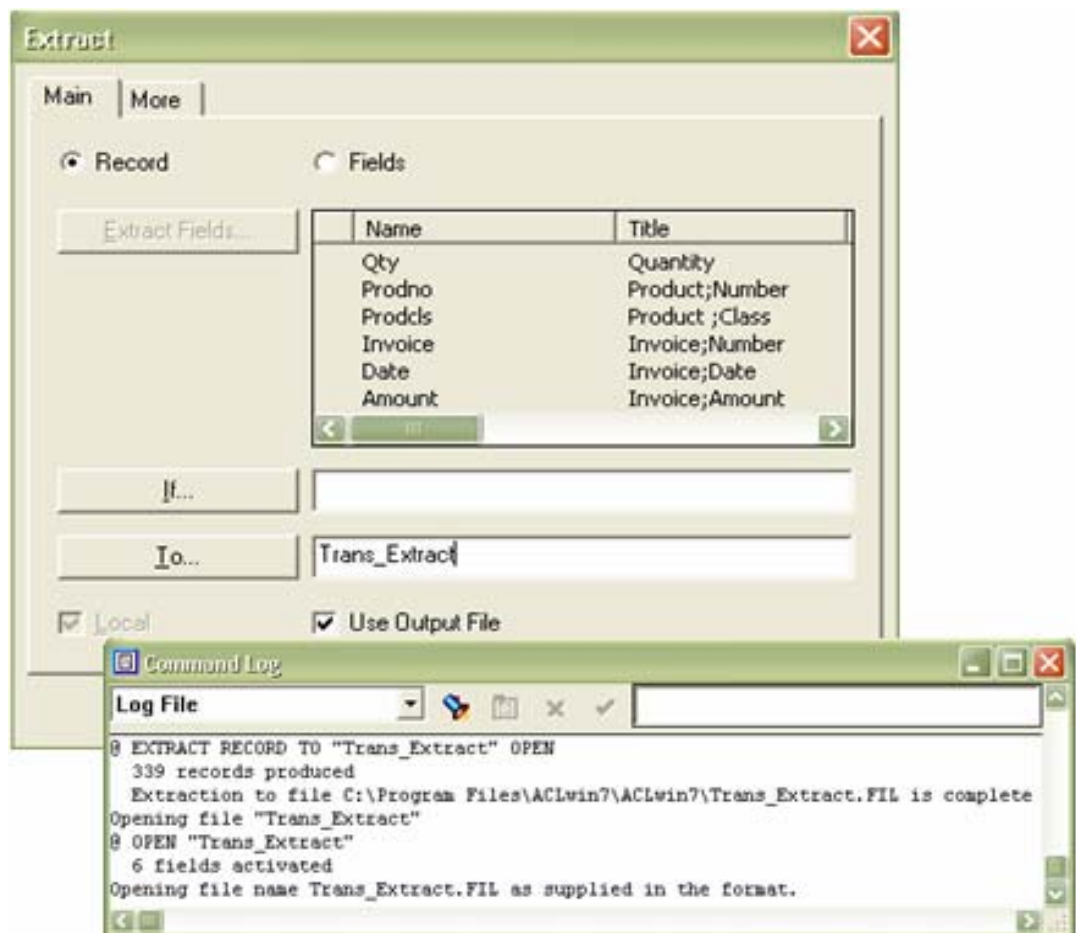 Extract
Main More
Record Fields
Extract Fields...
Name Title
Qty Quantity
Prodno Product;Number
Prodcls Product ;Class
Invoice Invoice;Number
Date Invoice;Date
Amount Invoice;Amount
If...
To... Trans_Extract
Local Use Output File
Command Log
Log File
@ EXTRACT RECORD TO "Trans_Extract" OPEN
339 records produced
Extraction to file C:\Program Files\ACLwin7\ACLwin7\Trans_Extract.FIL is complete
Opening file "Trans_Extract"
@ OPEN "Trans_Extract"
6 fields activated
Opening file name Trans_Extract.FIL as supplied in the format.